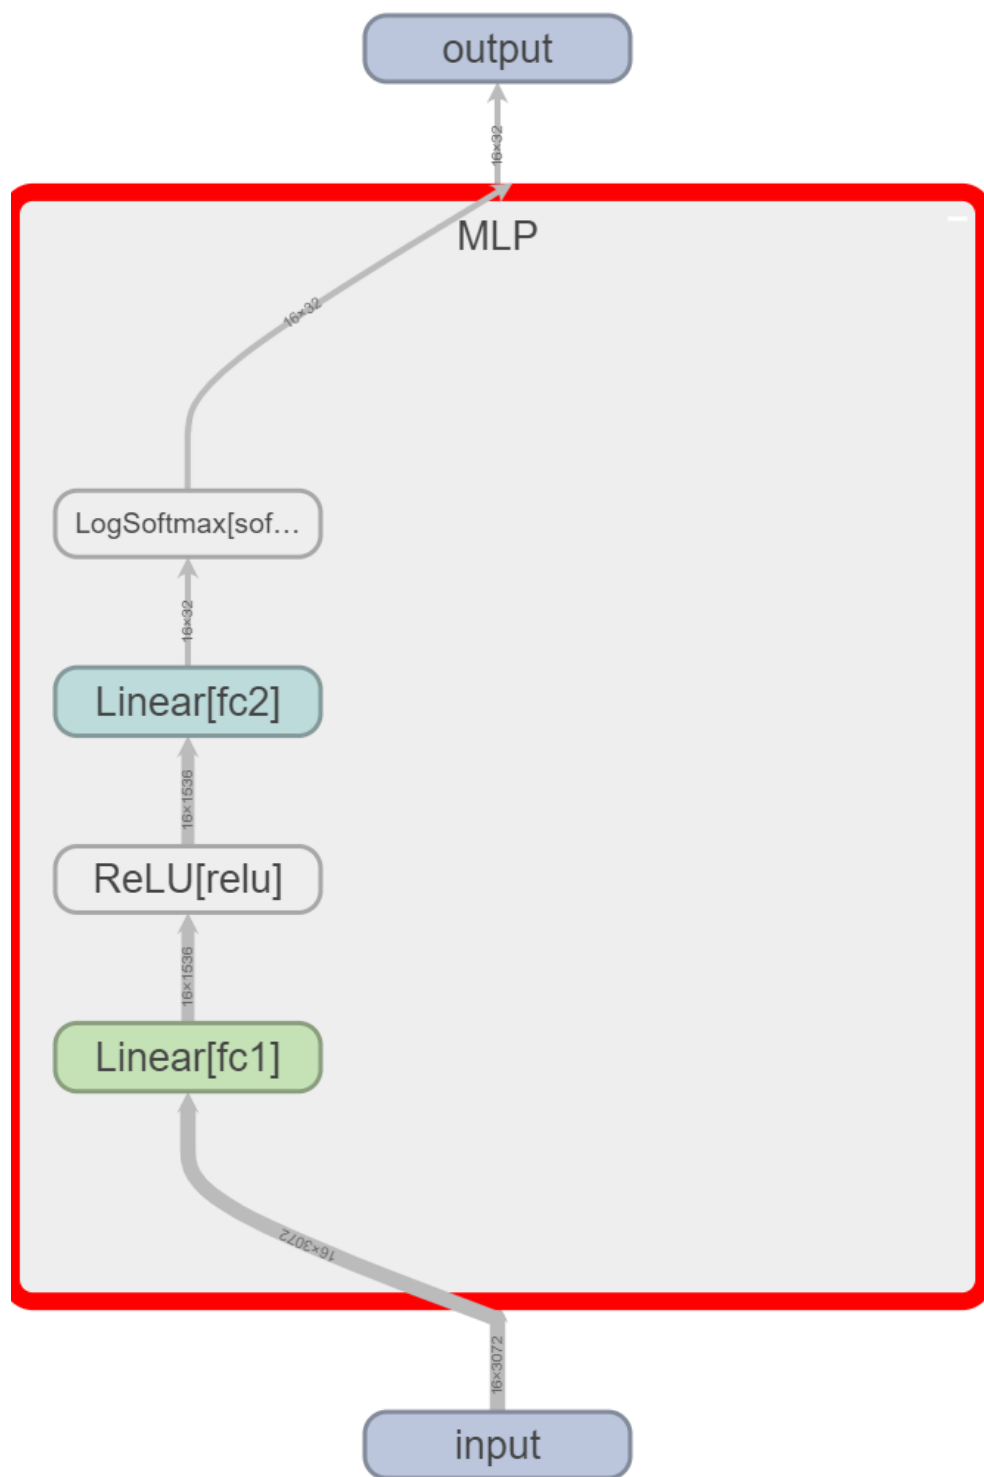 output
16×32
MLP
16×32
LogSoftmax[sof…
16×32
Linear[fc2]
16×1536
ReLU[relu]
16×1536
Linear[fc1]
16×3072
16×3072
input